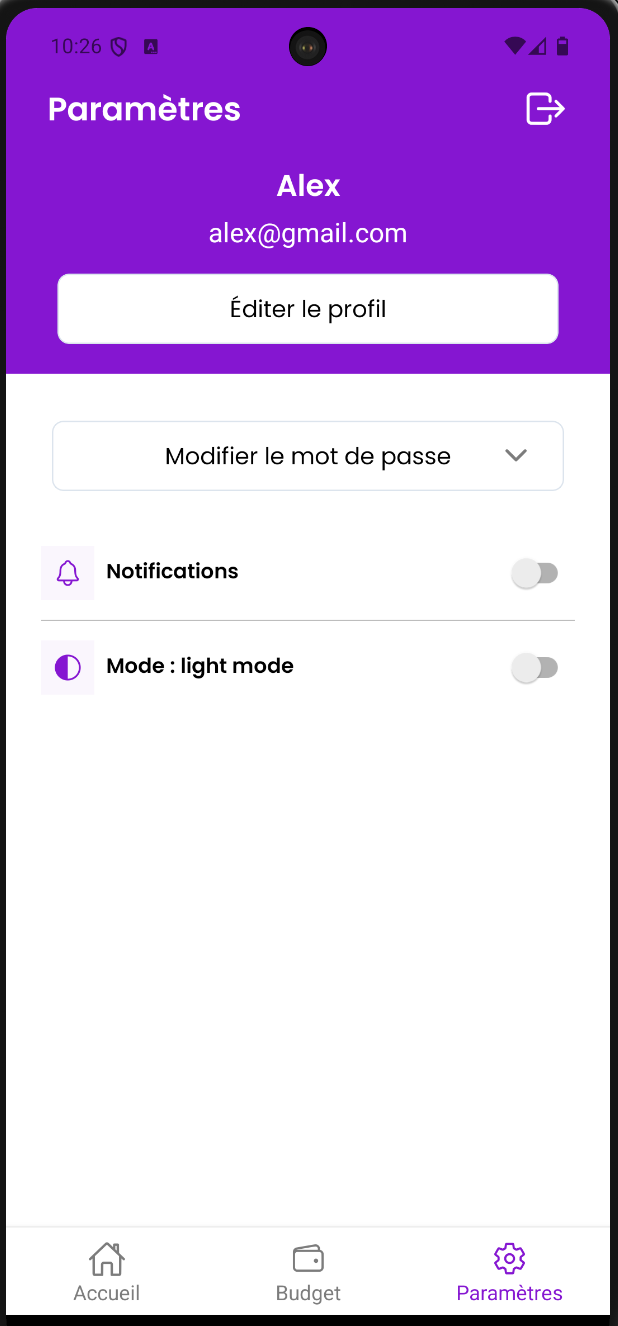 10:26 A
Paramètres
Alex
alex@gmail.com
Éditer le profil
Modifier le mot de passe
Notifications
Mode : light mode
Accueil Budget Paramètres